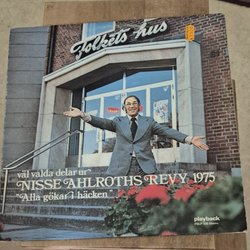 Folkets hus
väl valda delar ur
NISSE AHLROTHS REVY 1975
"Alla gökar i häcken"
playback